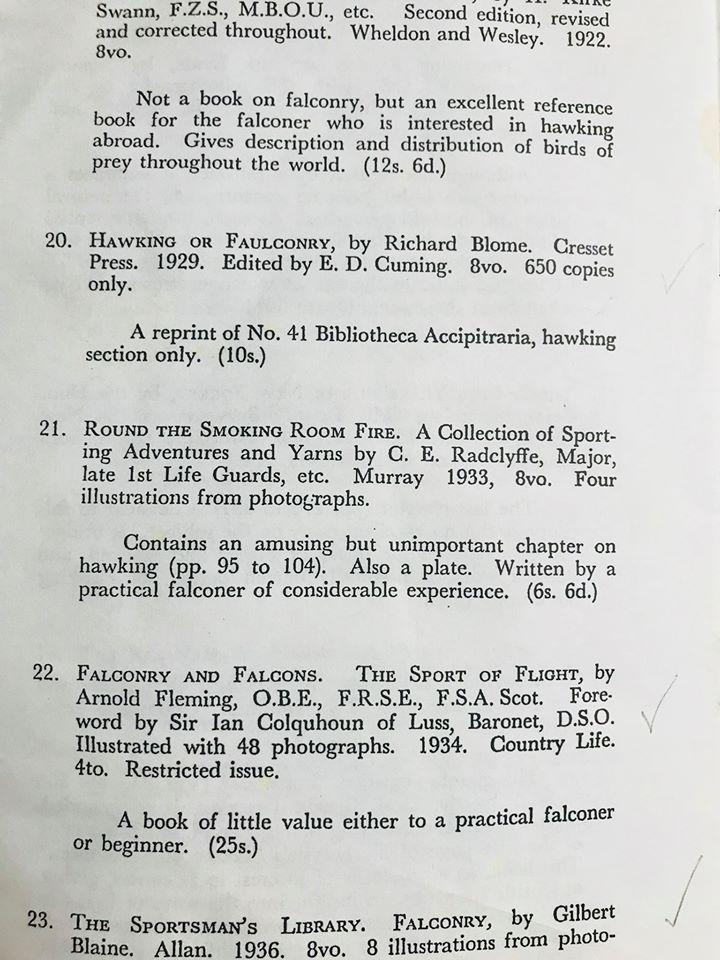 Swann, F.Z.S., M.B.O.U., etc. Second edition, revised
and corrected throughout. Wheldon and Wesley. 1922.
8vo.
Not a book on falconry, but an excellent reference
book for the falconer who is interested in hawking
abroad. Gives description and distribution of birds of
prey throughout the world. (12s. 6d.)
20. HAWKING OR FAULCONRY, by Richard Blome. Cresset
Press. 1929. Edited by E. D. Cuming. 8vo. 650 copies
only.
A reprint of No. 41 Bibliotheca Accipitraria, hawking
section only. (10s.)
21. ROUND THE SMOKING ROOM FIRE. A Collection of Sport-
ing Adventures and Yarns by C. E. Radclyffe, Major,
late 1st Life Guards, etc. Murray 1933, 8vo. Four
illustrations from photographs.
Contains an amusing but unimportant chapter on
hawking (pp. 95 to 104). Also a plate. Written by a
practical falconer of considerable experience. (6s. 6d.)
22. FALCONRY AND FALCONS. THE SPORT OF FLIGHT, by
Arnold Fleming, O.B.E., F.R.S.E., F.S.A. Scot. Fore-
word by Sir Ian Colquhoun of Luss, Baronet, D.S.O.
Illustrated with 48 photographs. 1934. Country Life.
4to. Restricted issue.
A book of little value either to a practical falconer
or beginner. (25s.)
23. THE SPORTSMAN'S LIBRARY. FALCONRY, by Gilbert
Blaine. Allan. 1936. 8vo. 8 illustrations from photo-